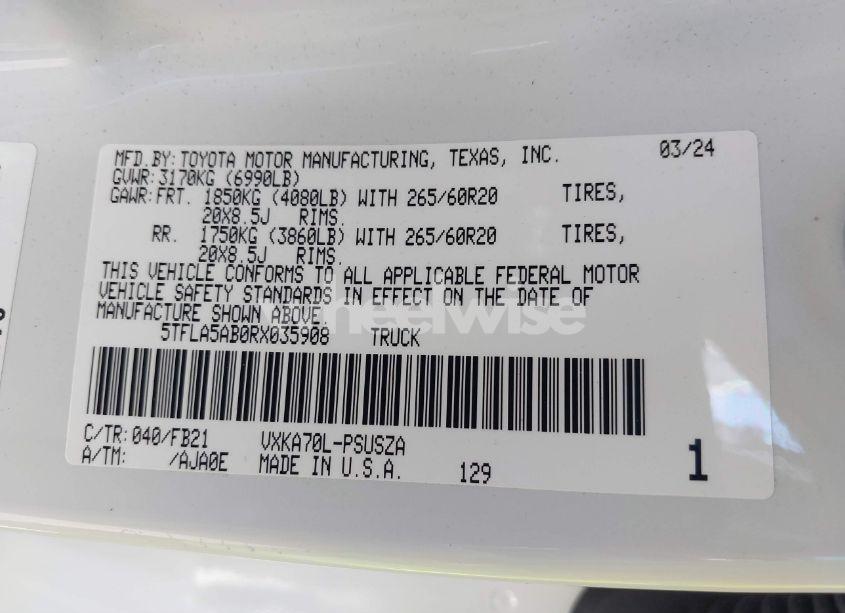 MFD.BY: TOYOTA MOTOR MANUFACTURING, TEXAS, INC. 03/24
GVWR: 3170KG (6990LB)
GAWR: FRT. 1850KG (4080LB) WITH 265/60R20 TIRES,
20X8.5J RIMS.
RR. 1750KG (3860LB) WITH 265/60R20 TIRES,
20X8.5J RIMS.
THIS VEHICLE CONFORMS TO ALL APPLICABLE FEDERAL MOTOR
VEHICLE SAFETY STANDARDS IN EFFECT ON THE DATE OF
MANUFACTURE SHOWN ABOVE.
wheelwise
5TFLA5AB0RX035908 TRUCK
C/TR: 040/FB21 VXKA70L-PSUSZA
A/TM: /AJA0E MADE IN U.S.A. 129 1